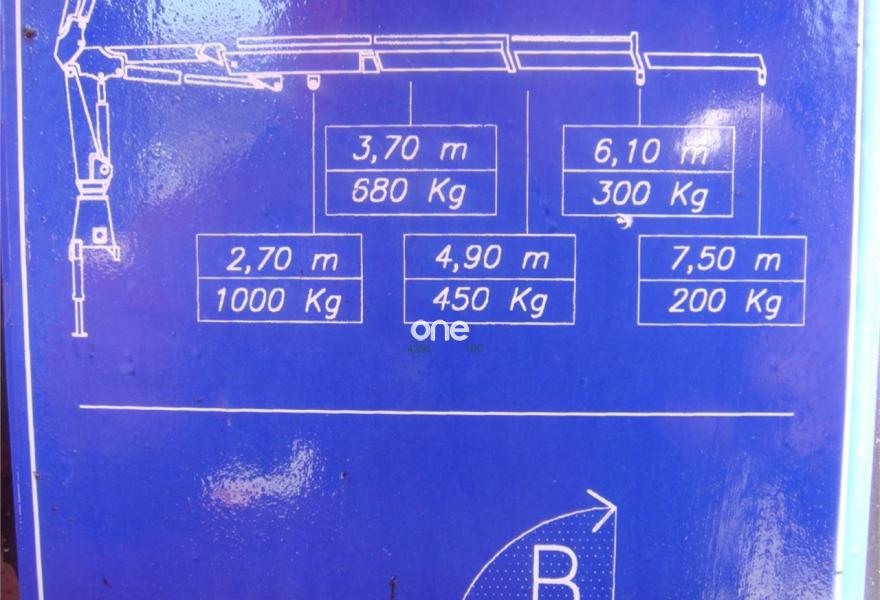 3,70 m
680 Kg
6,10 m
300 Kg
2,70 m
1000 Kg
4,90 m
450 Kg
7,50 m
200 Kg
one
B